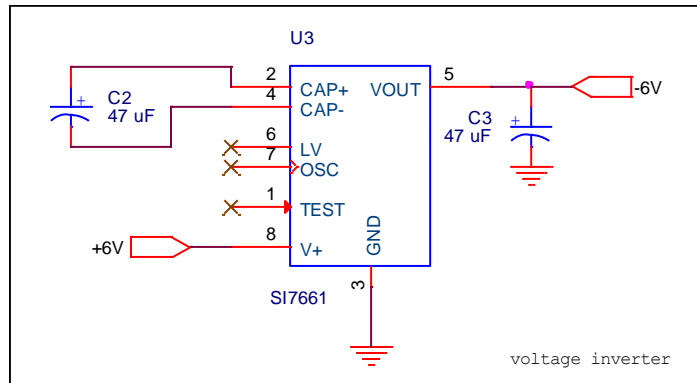 U3
2
CAP+
VOUT
5
-6V
4
CAP-
+
C2
47 uF
+
C3
47 uF
6
LV
7
OSC
1
TEST
+6V
8
V+
GND
3
SI7661
voltage inverter